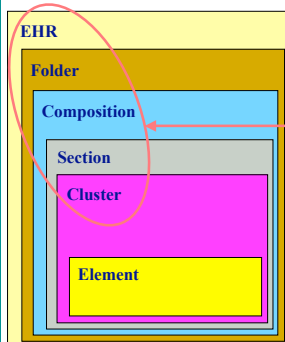 EHR
Folder
Composition
Section
Cluster
Element